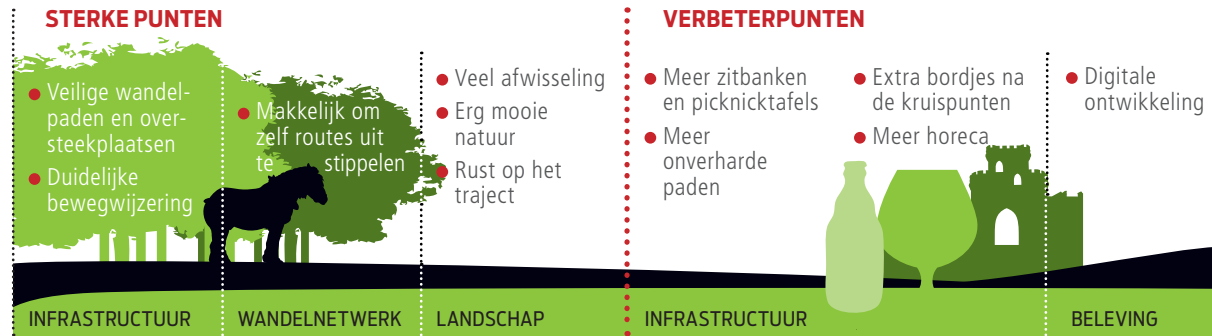 STERKE PUNTEN
● Veilige wandel-
paden en over-
steekplaatsen
● Duidelijke
bewegwijzering
INFRASTRUCTUUR
● Makkelijk om
zelf routes uit
te stippelen
WANDELNETWERK
● Veel afwisseling
● Erg mooie
natuur
● Rust op het
traject
LANDSCHAP
VERBETERPUNTEN
● Meer zitbanken
en picknicktafels
● Meer
onverharde
paden
● Extra bordjes na
de kruispunten
● Meer horeca
INFRASTRUCTUUR
● Digitale
ontwikkeling
BELEVING